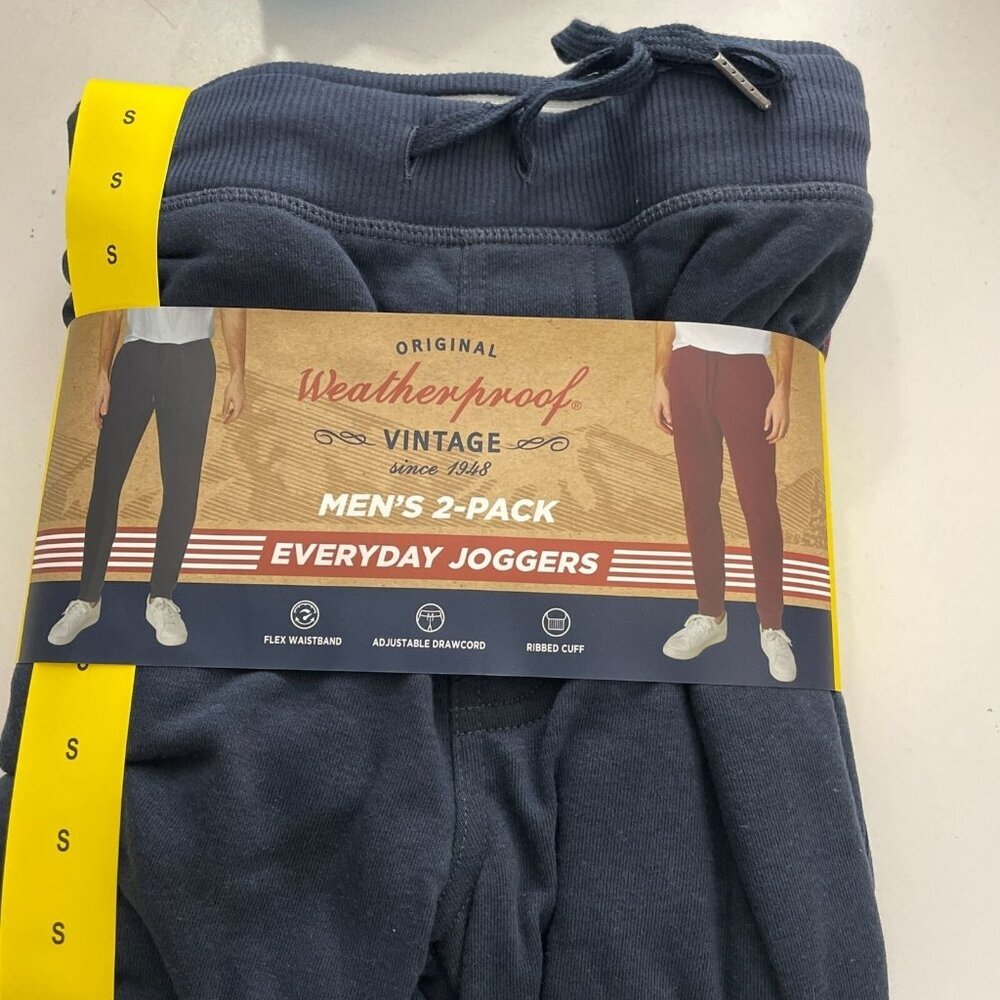 S
S
S
ORIGINAL
Weatherproof®
VINTAGE
since 1948
MEN'S 2-PACK
EVERYDAY JOGGERS
FLEX WAISTBAND
ADJUSTABLE DRAWCORD
RIBBED CUFF
S
S
S
S